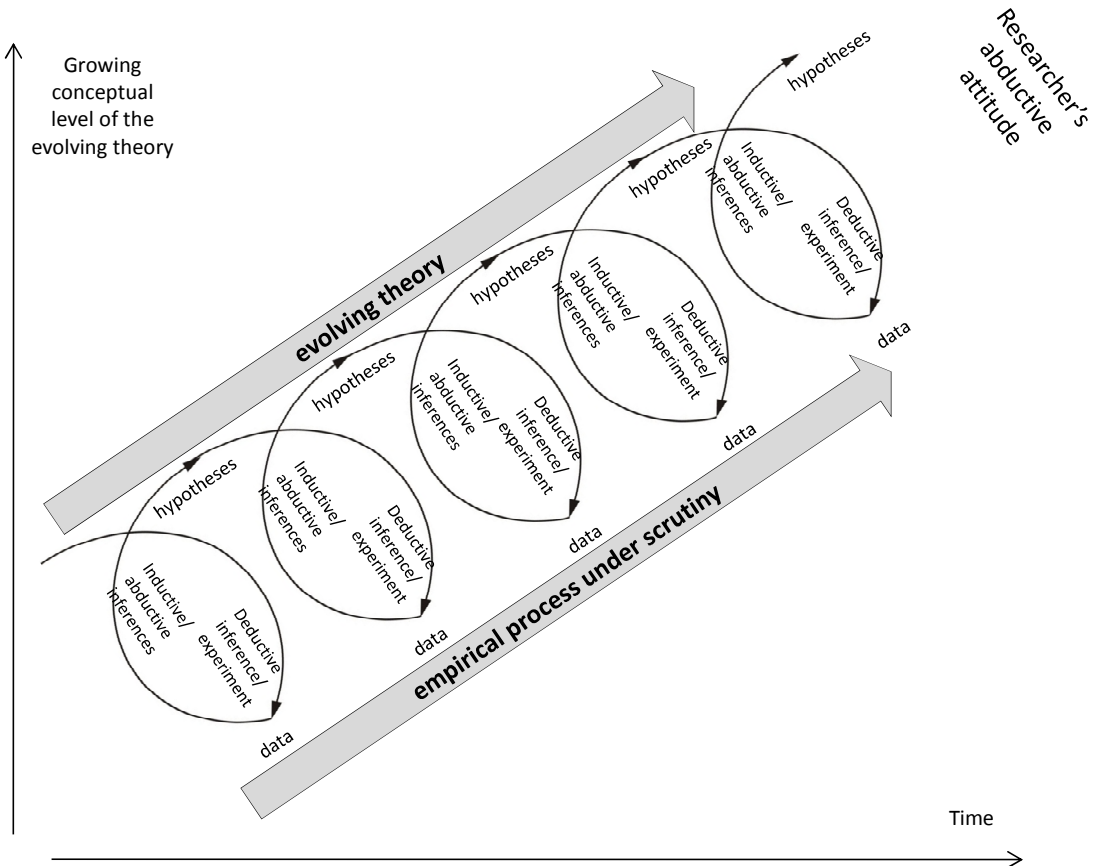 Growing
conceptual
level of the
evolving theory
Researcher's
abductive
attitude
hypotheses
Inductive/
abductive
inferences
Deductive
inference/
experiment
data
hypotheses
Inductive/
abductive
inferences
Deductive
inference/
experiment
data
hypotheses
Inductive/
abductive
inferences
Deductive
inference/
experiment
data
hypotheses
Inductive/
abductive
inferences
Deductive
inference/
experiment
data
hypotheses
Inductive/
abductive
inferences
Deductive
inference/
experiment
data
evolving theory
empirical process under scrutiny
Time